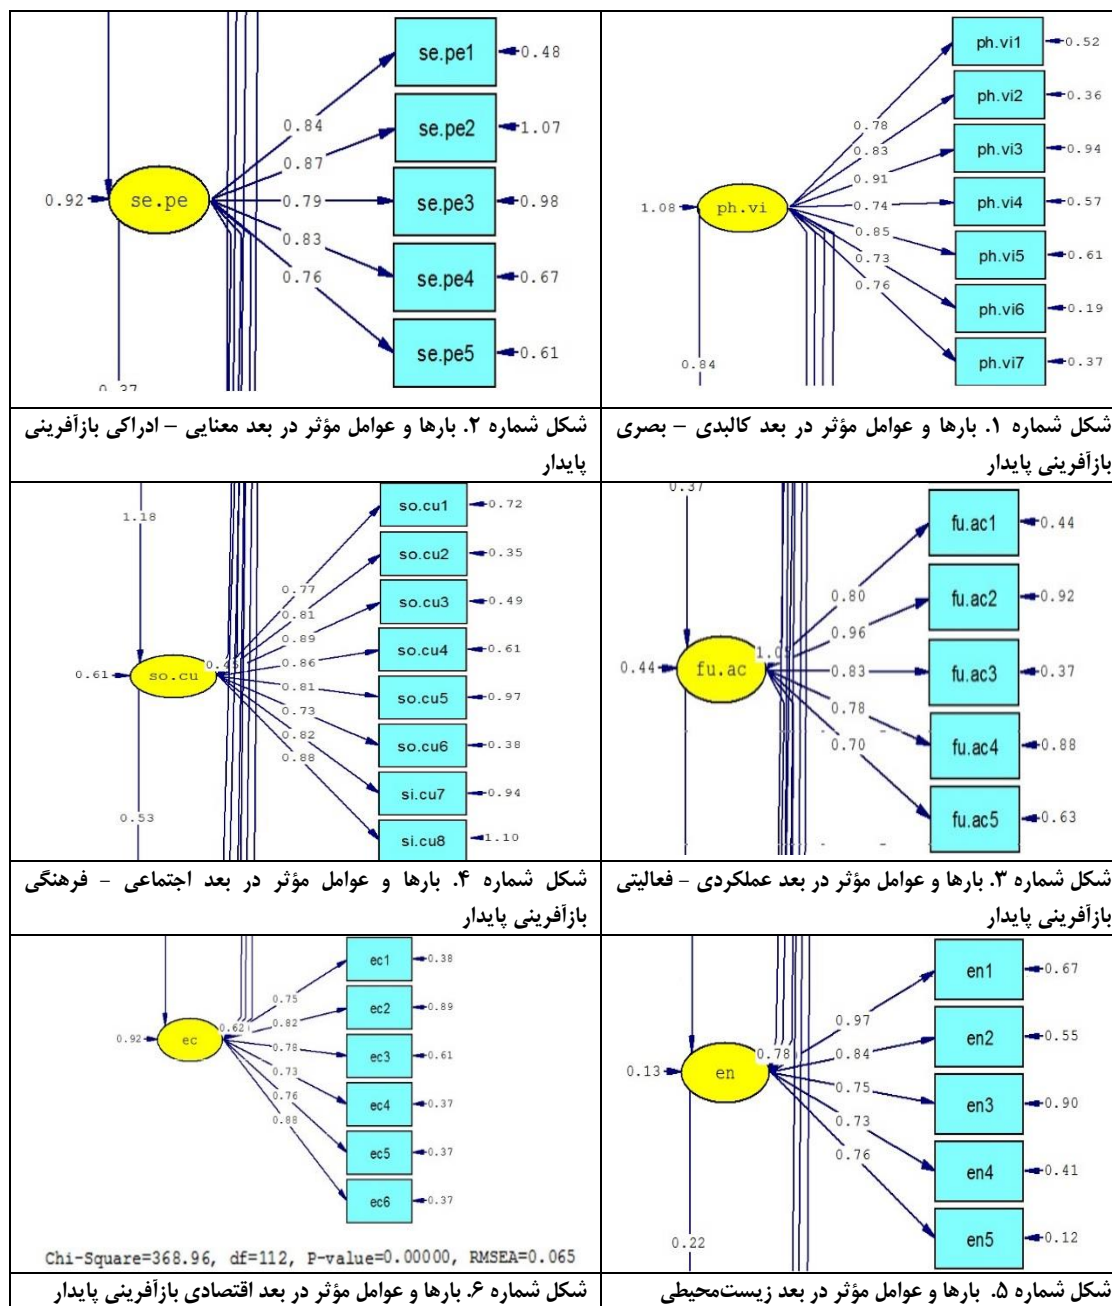 ph.vi
1.08
0.78
0.83
0.91
0.74
0.85
0.73
0.76
0.84
ph.vi1 0.52
ph.vi2 0.36
ph.vi3 0.94
ph.vi4 0.57
ph.vi5 0.61
ph.vi6 0.19
ph.vi7 0.37
شکل شماره ۱. بارها و عوامل مؤثر در بعد کالبدی – بصری
بازآفرینی پایدار
se.pe
0.92
0.84
0.87
0.79
0.83
0.76
0.37
se.pe1 0.48
se.pe2 1.07
se.pe3 0.98
se.pe4 0.67
se.pe5 0.61
شکل شماره ۲. بارها و عوامل مؤثر در بعد معنایی – ادراکی بازآفرینی
پایدار
0.37
fu.ac
0.44
0.80
0.96
0.83
0.78
0.70
fu.ac1 0.44
fu.ac2 0.92
fu.ac3 0.37
fu.ac4 0.88
fu.ac5 0.63
شکل شماره ۳. بارها و عوامل مؤثر در بعد عملکردی – فعالیتی
بازآفرینی پایدار
1.18
so.cu
0.61
0.45
0.77
0.81
0.89
0.86
0.81
0.73
0.82
0.88
0.53
so.cu1 0.72
so.cu2 0.35
so.cu3 0.49
so.cu4 0.61
so.cu5 0.97
so.cu6 0.38
si.cu7 0.94
si.cu8 1.10
شکل شماره ۴. بارها و عوامل مؤثر در بعد اجتماعی – فرهنگی
بازآفرینی پایدار
en
0.13
0.78
0.97
0.84
0.75
0.73
0.76
0.22
en1 0.67
en2 0.55
en3 0.90
en4 0.41
en5 0.12
شکل شماره ۵. بارها و عوامل مؤثر در بعد زیست‌محیطی
ec
0.92
0.62
0.75
0.82
0.78
0.73
0.76
0.88
ec1 0.38
ec2 0.89
ec3 0.61
ec4 0.37
ec5 0.37
ec6 0.37
Chi-Square=368.96, df=112, P-value=0.00000, RMSEA=0.065
شکل شماره ۶. بارها و عوامل مؤثر در بعد اقتصادی بازآفرینی پایدار